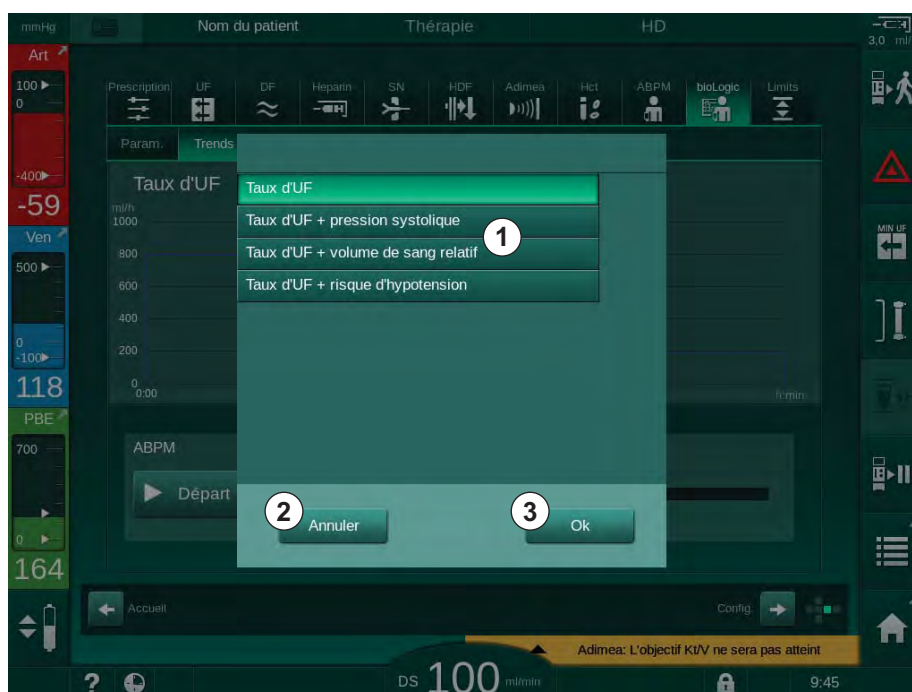 mmHg
Nom du patient
Thérapie
HD
3,0 ml/
Art
100
0
-400
-59
Ven
500
0
-100
118
PBE
700
0
164
Prescription
UF
DF
Heparin
SN
HDF
Adimea
Hct
ABPM
bioLogic
Limits
Param.
Trends
Taux d'UF
ml/h
1000
800
600
400
200
0
0:00
h:min
Taux d'UF
Taux d'UF + pression systolique
1
Taux d'UF + volume de sang relatif
Taux d'UF + risque d'hypotension
ABPM
Départ
2
Annuler
3
Ok
MIN UF
Accueil
Config.
Adimea: L'objectif Kt/V ne sera pas atteint
?
DS 100 ml/min
9:45